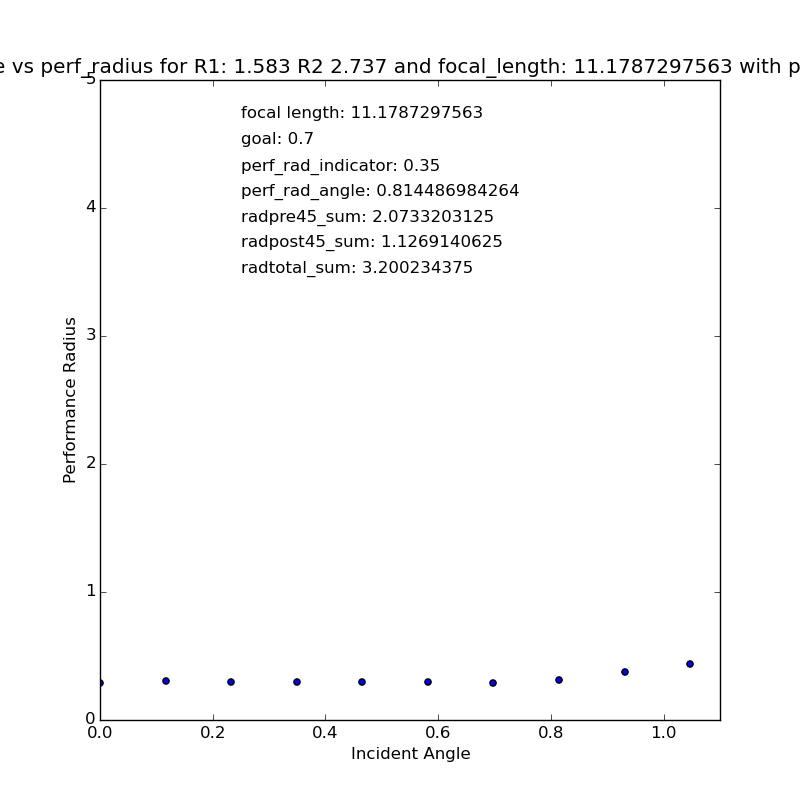 e vs perf_radius for R1: 1.583 R2 2.737 and focal_length: 11.1787297563 with p
focal length: 11.1787297563
goal: 0.7
perf_rad_indicator: 0.35
perf_rad_angle: 0.814486984264
radpre45_sum: 2.0733203125
radpost45_sum: 1.1269140625
radtotal_sum: 3.200234375
5
4
3
2
1
0
Performance Radius
0.0 0.2 0.4 0.6 0.8 1.0
Incident Angle